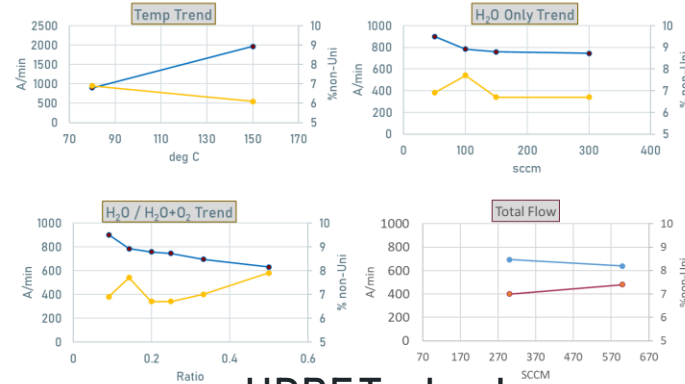 Temp Trend
2500
2000
1500
1000
500
0
A/min
10
9
8
7
6
5
%non-Uni
70 90 110 130 150 170
deg C
H₂O Only Trend
1000
800
600
400
200
0
A/min
10
9
8
7
6
5
% non-Uni
0 100 200 300 400
sccm
H₂O / H₂O+O₂ Trend
1000
800
600
400
200
0
A/min
10
9
8
7
6
5
% non-Uni
0 0.2 0.4 0.6
Ratio
Total Flow
1000
800
600
400
200
0
A/min
10
9
8
7
6
5
%non-Uni
70 170 270 370 470 570 670
SCCM